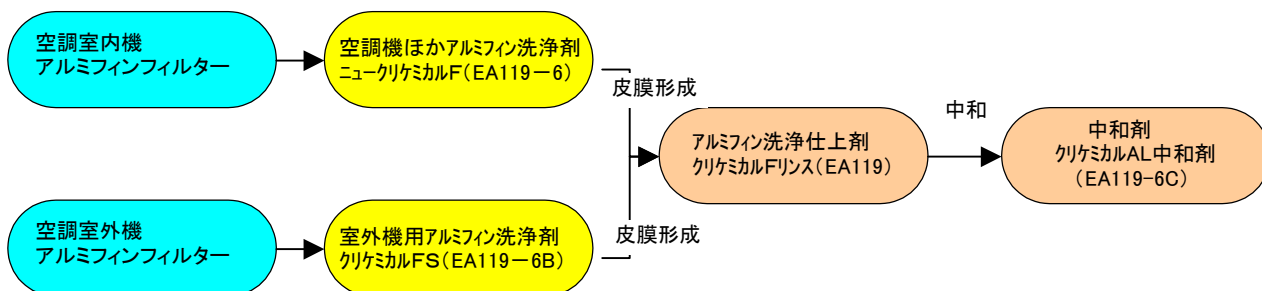 空調室内機
アルミフィンフィルター
空調機ほかアルミフィン洗浄剤
ニュークリケミカルF(EA119-6)
皮膜形成
アルミフィン洗浄仕上剤
クリケミカルFリンス(EA119)
中和
中和剤
クリケミカルAL中和剤
(EA119-6C)
空調室外機
アルミフィンフィルター
室外機用アルミフィン洗浄剤
クリケミカルFS(EA119-6B)
皮膜形成